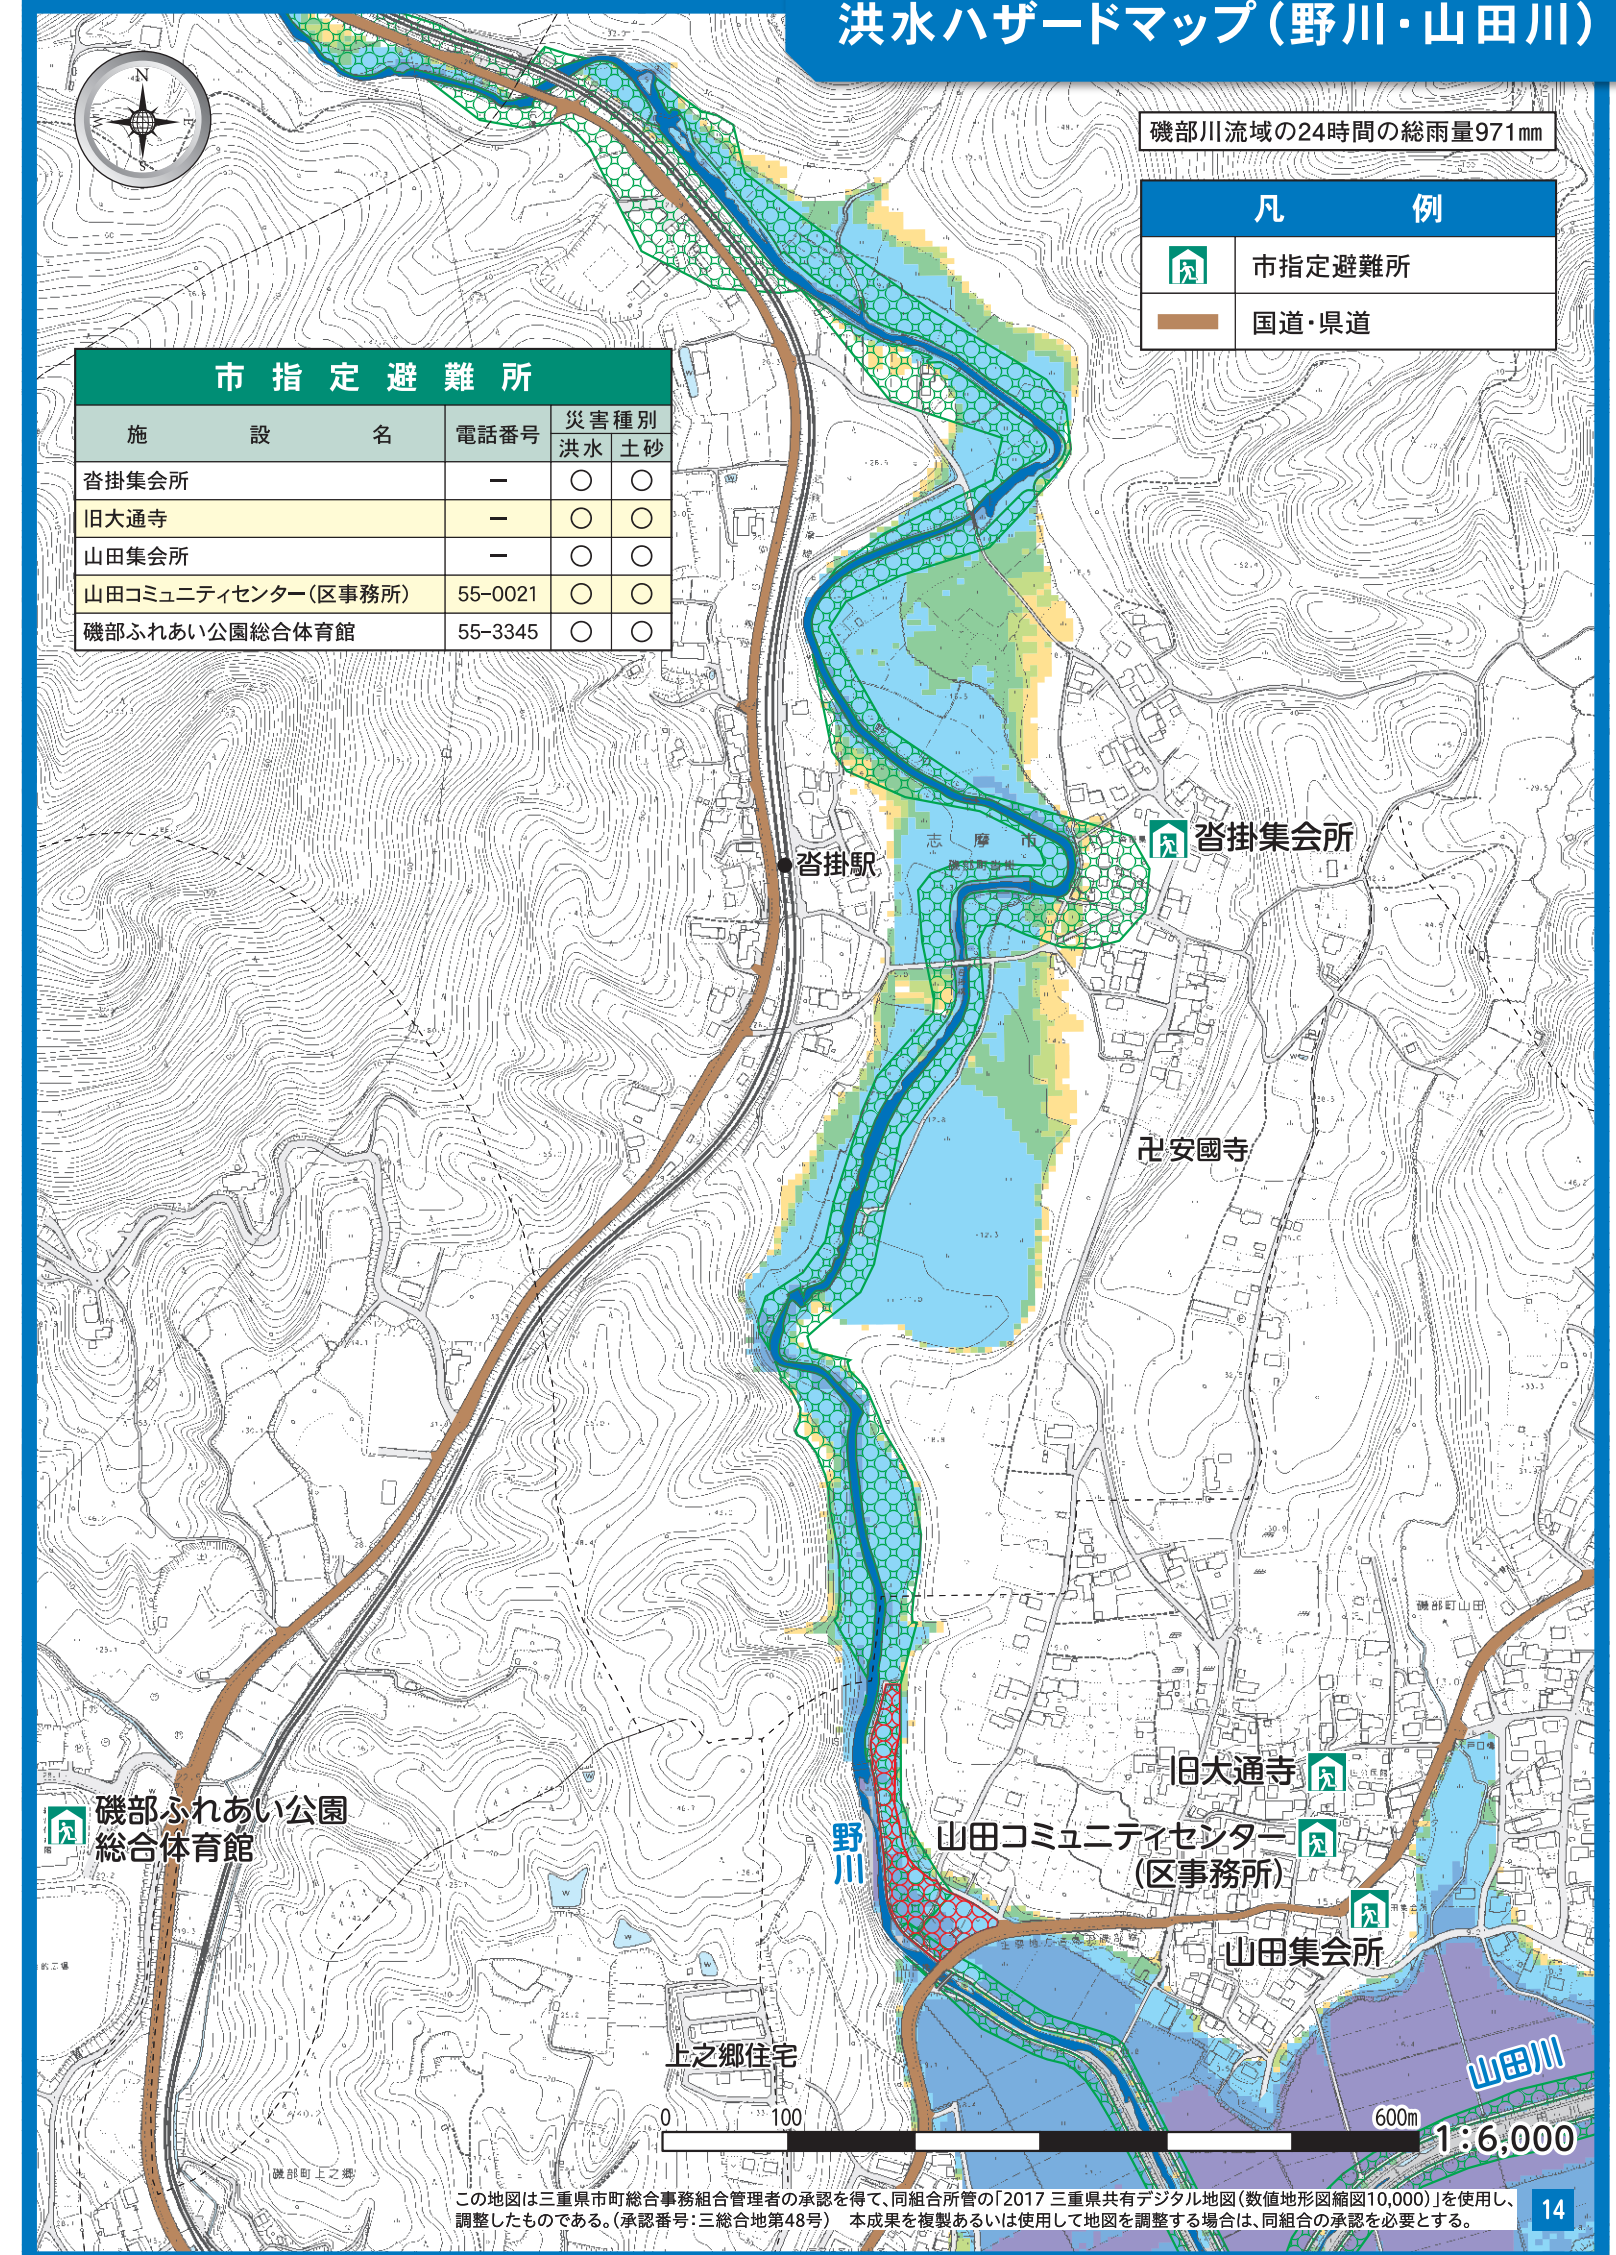 洪水ハザードマップ(野川・山田川)
N
E
S
W
磯部川流域の24時間の総雨量971㎜
凡 例
市指定避難所
国道・県道
市指定避難所
施設名 電話番号 災害種別
洪水 土砂
沓掛集会所 ー ○ ○
旧大通寺 ー ○ ○
山田集会所 ー ○ ○
山田コミュニティセンター(区事務所) 55-0021 ○ ○
磯部ふれあい公園総合体育館 55-3345 ○ ○
志摩市
沓掛集会所
沓掛駅
卍安國寺
磯部町山田
旧大通寺
磯部ふれあい公園
総合体育館
野川
山田コミュニティセンター
(区事務所)
山田集会所
上之郷住宅
山田川
0 100 600m
1:6,000
磯部町上之郷
この地図は三重県市町総合事務組合管理者の承認を得て、同組合所管の「2017 三重県共有デジタル地図(数値地形図縮図10,000)」を使用し、
調整したものである。(承認番号:三総合地第48号) 本成果を複製あるいは使用して地図を調整する場合は、同組合の承認を必要とする。
14